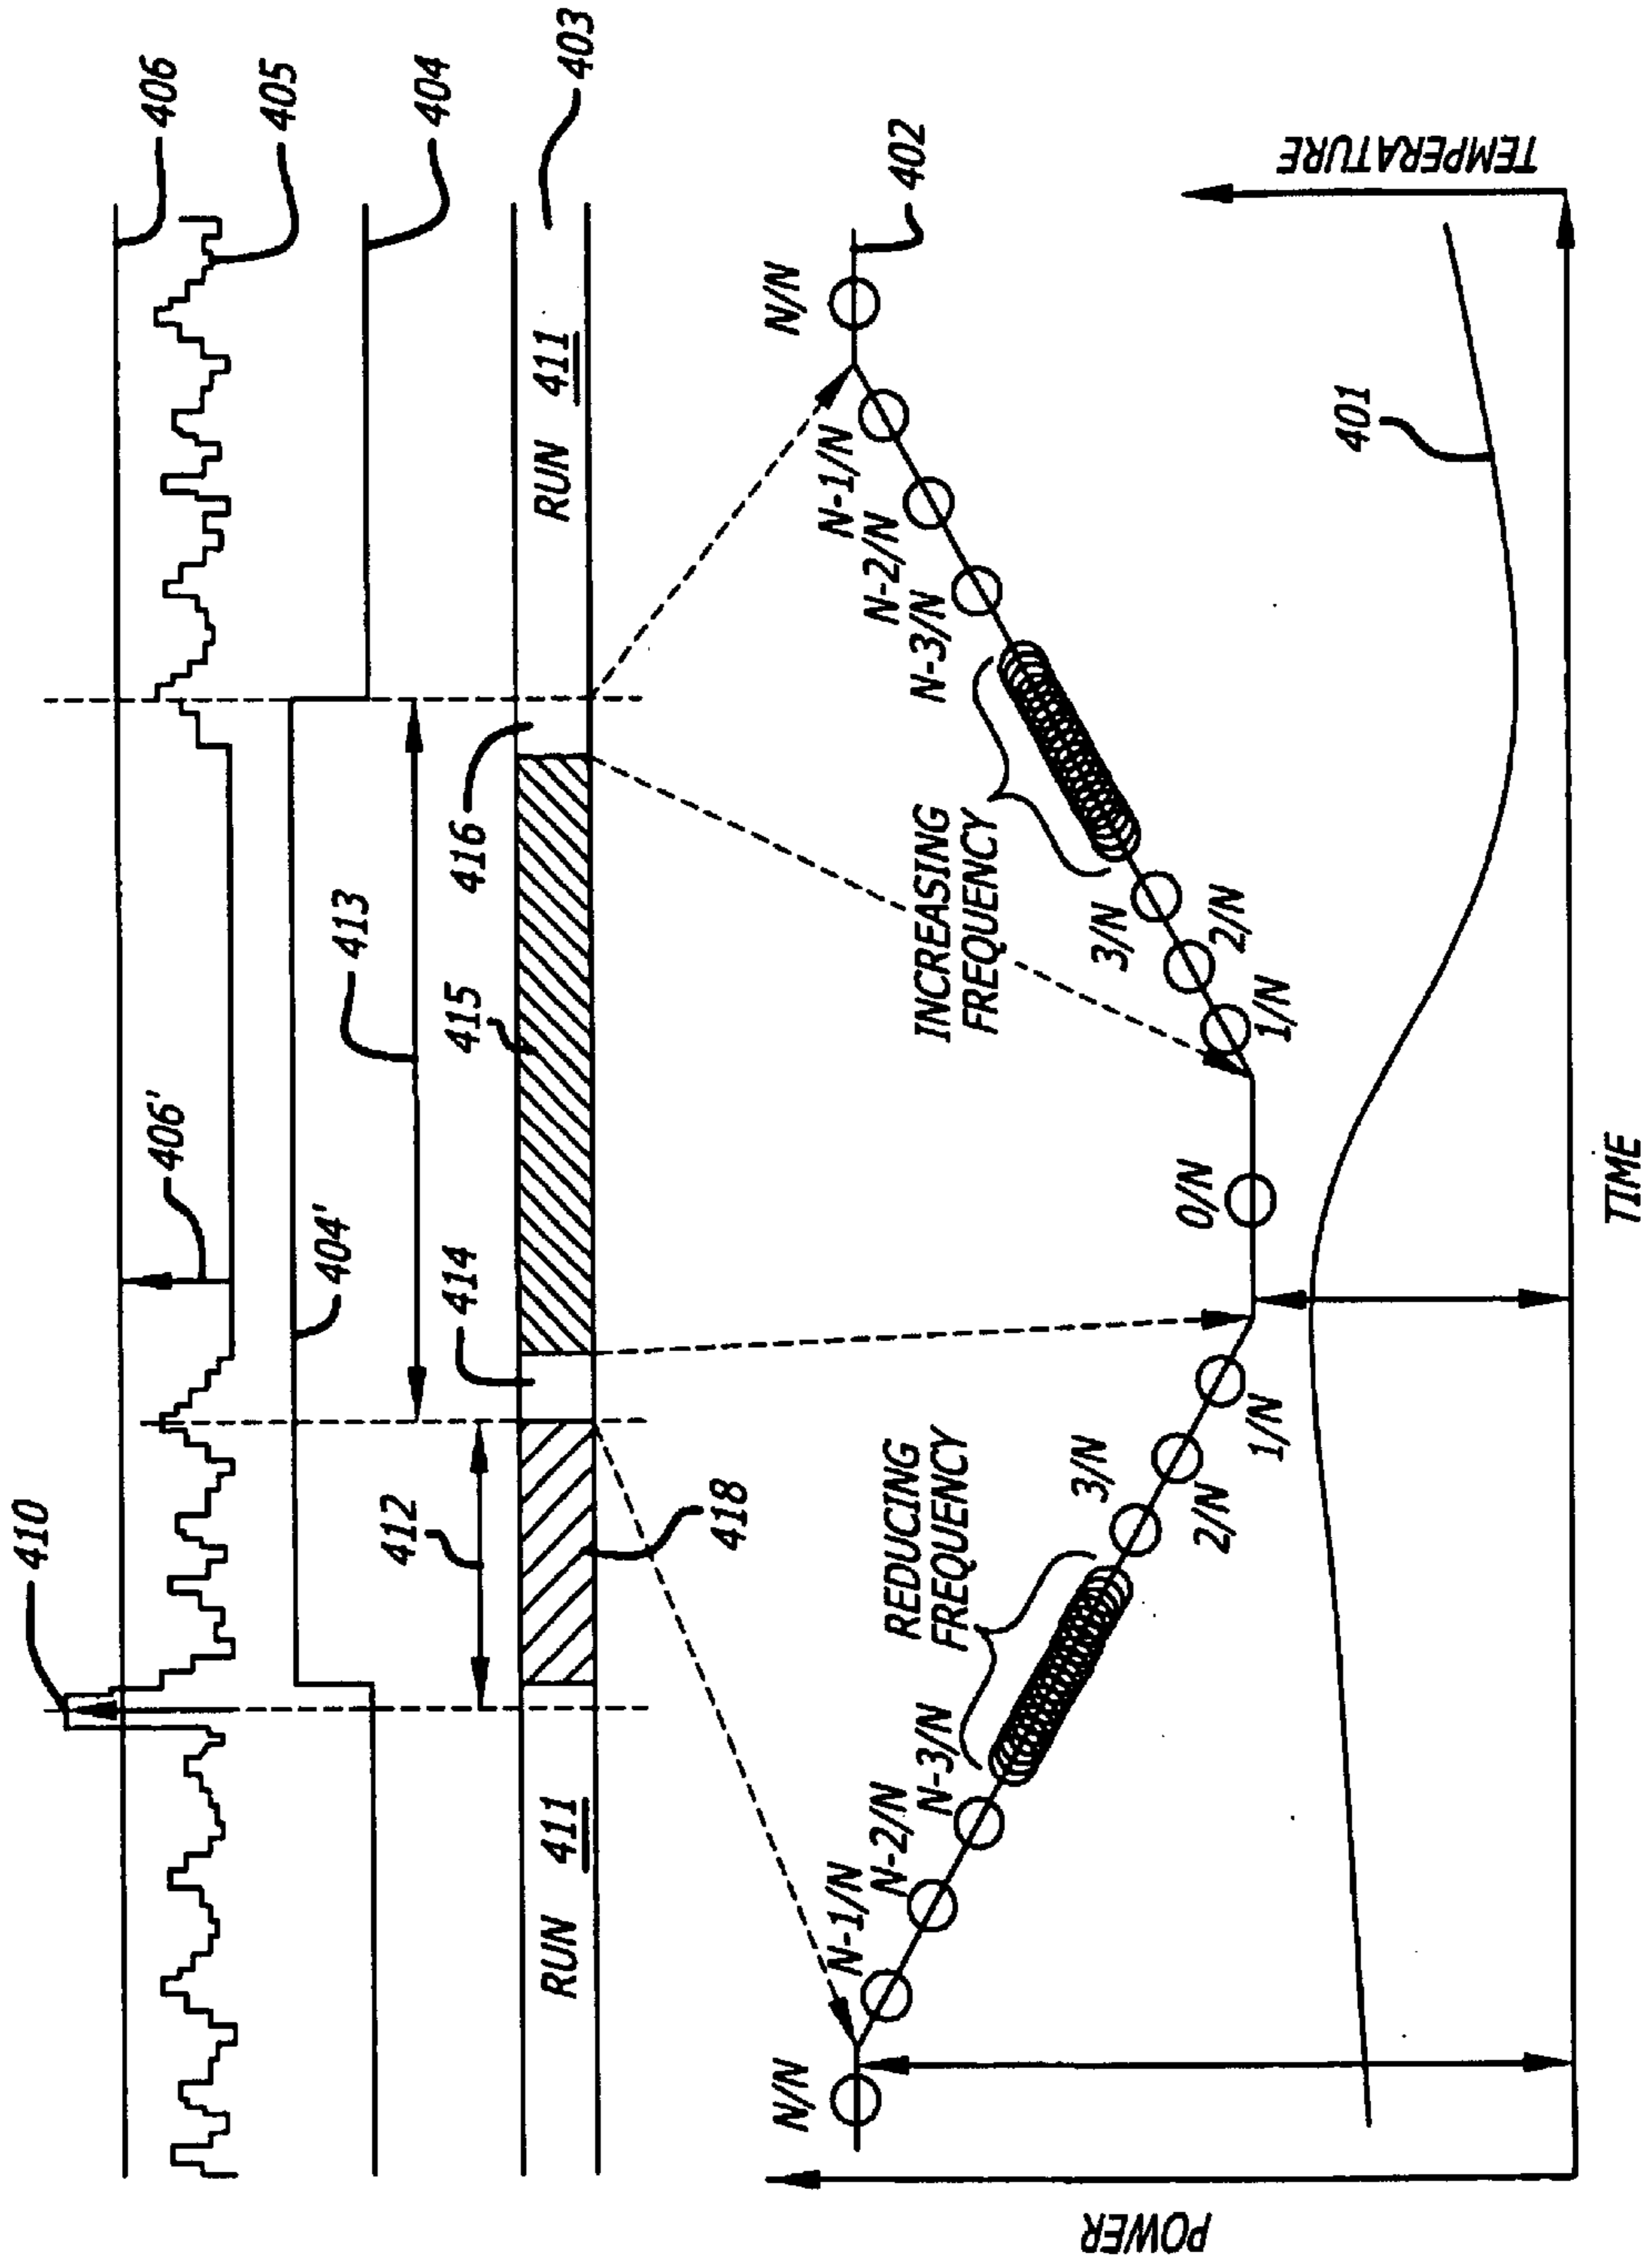 410
406
405
404
403
406'
404'
413
412
414
415
416
418
RUN 411
RUN 411
402
N/N
N-1/N
N-2/N
N-3/N
REDUCING
FREQUENCY
3/N
2/N
1/N
0/N
1/N
2/N
3/N
INCREASING
FREQUENCY
N-3/N
N-2/N
N-1/N
N/N
401
POWER
TIME
TEMPERATURE